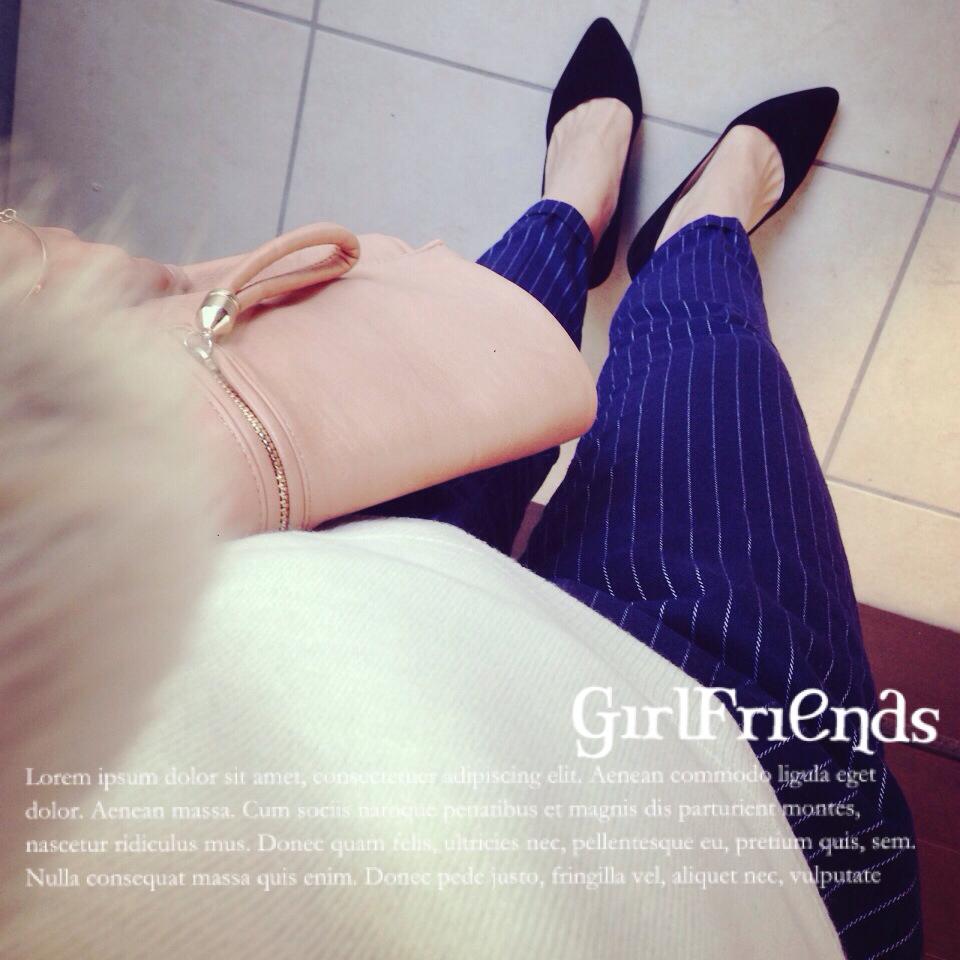 GirlFriends
Lorem ipsum dolor sit amet, consectetuer adipiscing elit. Aenean commodo ligula eget
dolor. Aenean massa. Cum sociis natoque penatibus et magnis dis parturient montes,
nascetur ridiculus mus. Donec quam felis, ultricies nec, pellentesque eu, pretium quis, sem.
Nulla consequat massa quis enim. Donec pede justo, fringilla vel, aliquet nec, vulputate